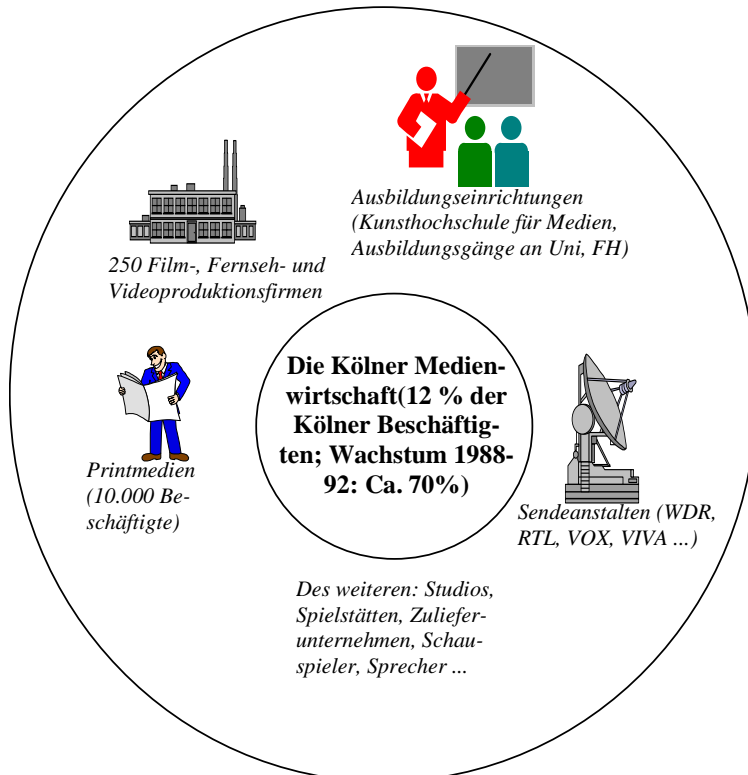 Ausbildungseinrichtungen
(Kunsthochschule für Medien,
Ausbildungsgänge an Uni, FH)
250 Film-, Fernseh- und
Videoproduktionsfirmen
Die Kölner Medien-
wirtschaft(12 % der
Kölner Beschäftig-
ten; Wachstum 1988-
92: Ca. 70%)
Printmedien
(10.000 Be-
schäftigte)
Sendeanstalten (WDR,
RTL, VOX, VIVA ...)
Des weiteren: Studios,
Spielstätten, Zuliefer-
unternehmen, Schau-
spieler, Sprecher ...